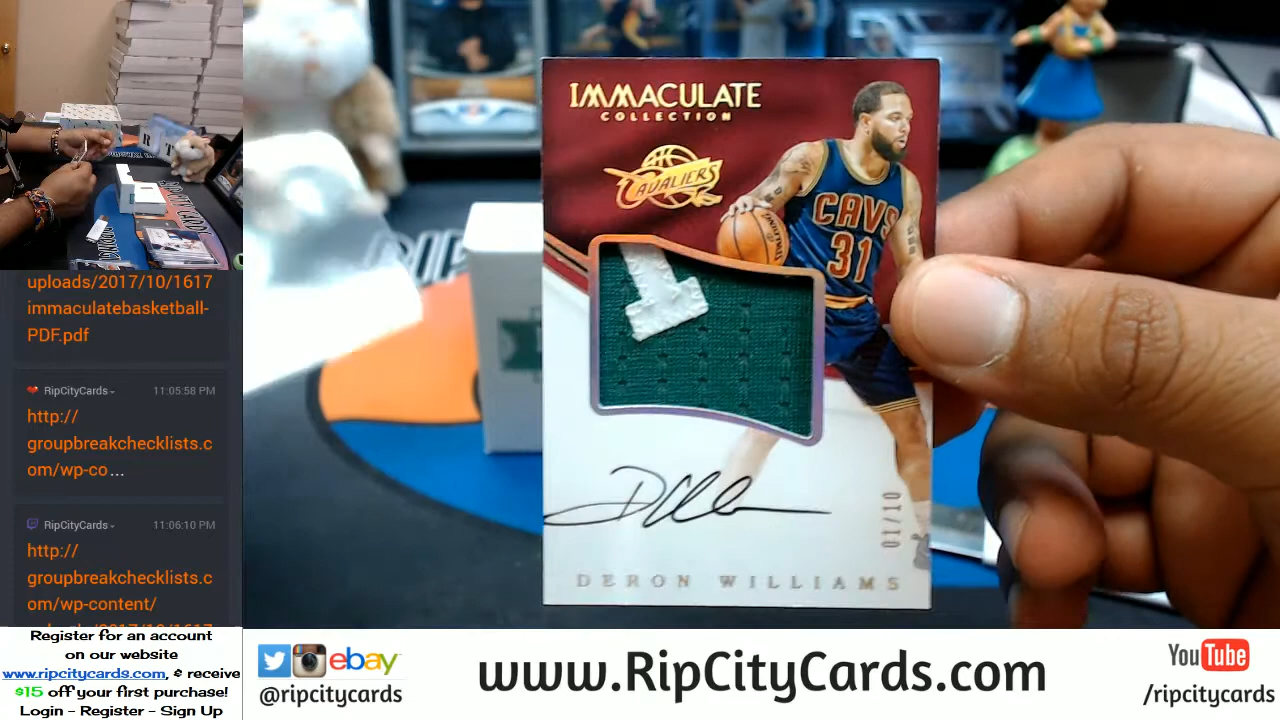 uploads/2017/10/1617
immaculatebasketball-
PDF.pdf
RipCityCards
11:05:58 PM
http://
groupbreakchecklists.c
om/wp-co...
RipCityCards
11:06:10 PM
http://
groupbreakchecklists.c
om/wp-content/
Register for an account
on our website
www.ripcitycards.com, & receive
$15 off your first purchase!
Login - Register - Sign Up
IMMACULATE
COLLECTION
CAVALIERS
CAVS
31
01/10
DERON WILLIAMS
ebay
@ripcitycards
www.RipCityCards.com
YouTube
/ripcitycards